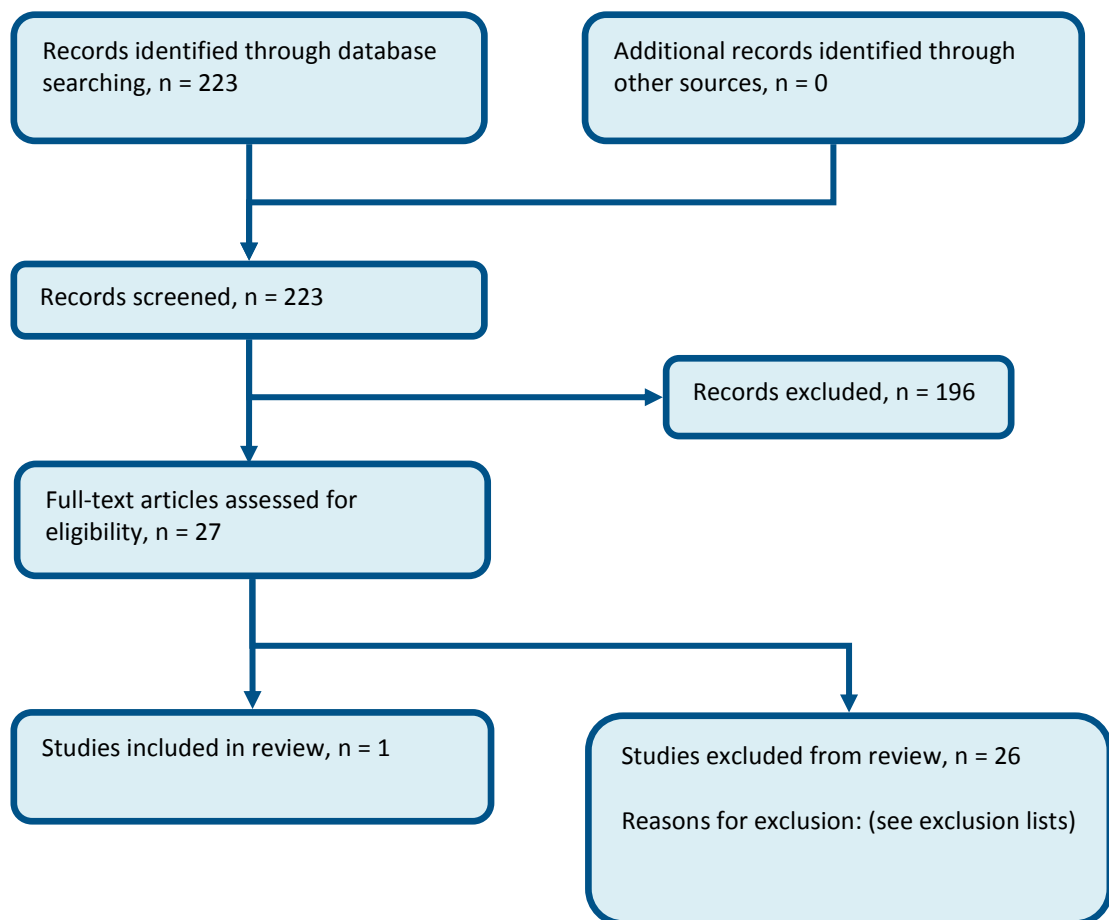 Records identified through database
searching, n = 223
Additional records identified through
other sources, n = 0
Records screened, n = 223
Records excluded, n = 196
Full-text articles assessed for
eligibility, n = 27
Studies included in review, n = 1
Studies excluded from review, n = 26
Reasons for exclusion: (see exclusion lists)